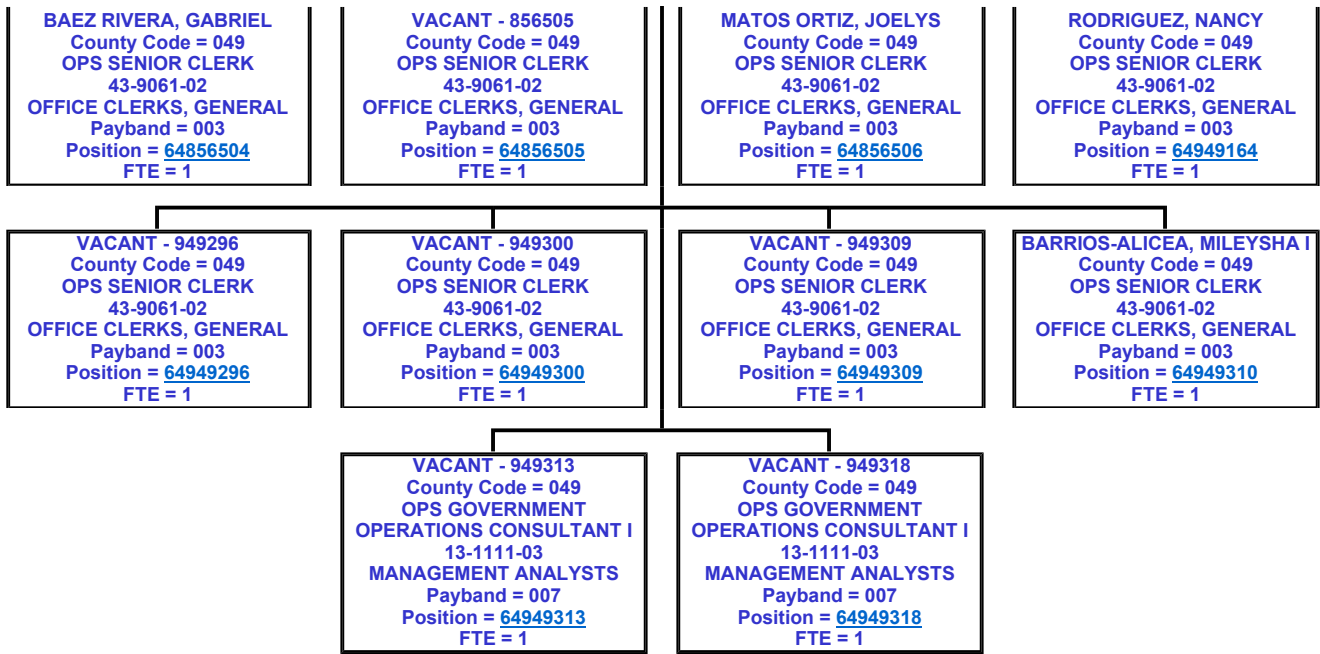 BAEZ RIVERA, GABRIEL
County Code = 049
OPS SENIOR CLERK
43-9061-02
OFFICE CLERKS, GENERAL
Payband = 003
Position = 64856504
FTE = 1
VACANT - 856505
County Code = 049
OPS SENIOR CLERK
43-9061-02
OFFICE CLERKS, GENERAL
Payband = 003
Position = 64856505
FTE = 1
MATOS ORTIZ, JOELYS
County Code = 049
OPS SENIOR CLERK
43-9061-02
OFFICE CLERKS, GENERAL
Payband = 003
Position = 64856506
FTE = 1
RODRIGUEZ, NANCY
County Code = 049
OPS SENIOR CLERK
43-9061-02
OFFICE CLERKS, GENERAL
Payband = 003
Position = 64949164
FTE = 1
VACANT - 949296
County Code = 049
OPS SENIOR CLERK
43-9061-02
OFFICE CLERKS, GENERAL
Payband = 003
Position = 64949296
FTE = 1
VACANT - 949300
County Code = 049
OPS SENIOR CLERK
43-9061-02
OFFICE CLERKS, GENERAL
Payband = 003
Position = 64949300
FTE = 1
VACANT - 949309
County Code = 049
OPS SENIOR CLERK
43-9061-02
OFFICE CLERKS, GENERAL
Payband = 003
Position = 64949309
FTE = 1
BARRIOS-ALICEA, MILEYSHA I
County Code = 049
OPS SENIOR CLERK
43-9061-02
OFFICE CLERKS, GENERAL
Payband = 003
Position = 64949310
FTE = 1
VACANT - 949313
County Code = 049
OPS GOVERNMENT
OPERATIONS CONSULTANT I
13-1111-03
MANAGEMENT ANALYSTS
Payband = 007
Position = 64949313
FTE = 1
VACANT - 949318
County Code = 049
OPS GOVERNMENT
OPERATIONS CONSULTANT I
13-1111-03
MANAGEMENT ANALYSTS
Payband = 007
Position = 64949318
FTE = 1